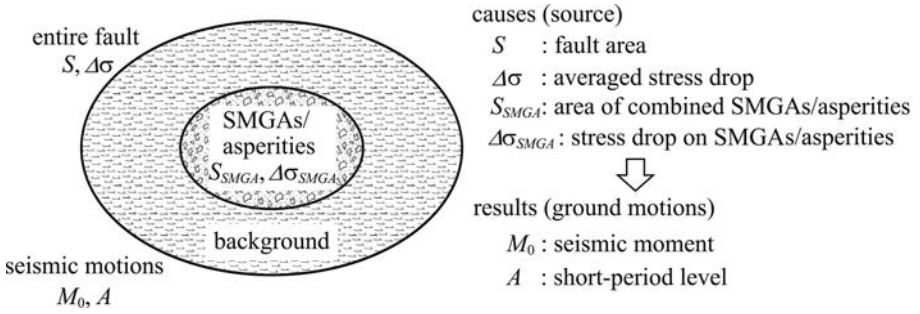 entire fault
S, Δσ
SMGAs/
asperities
S_SMGA, Δσ_SMGA
background
seismic motions
M₀, A
causes (source)
S : fault area
Δσ : averaged stress drop
S_SMGA: area of combined SMGAs/asperities
Δσ_SMGA: stress drop on SMGAs/asperities
results (ground motions)
M₀ : seismic moment
A : short-period level